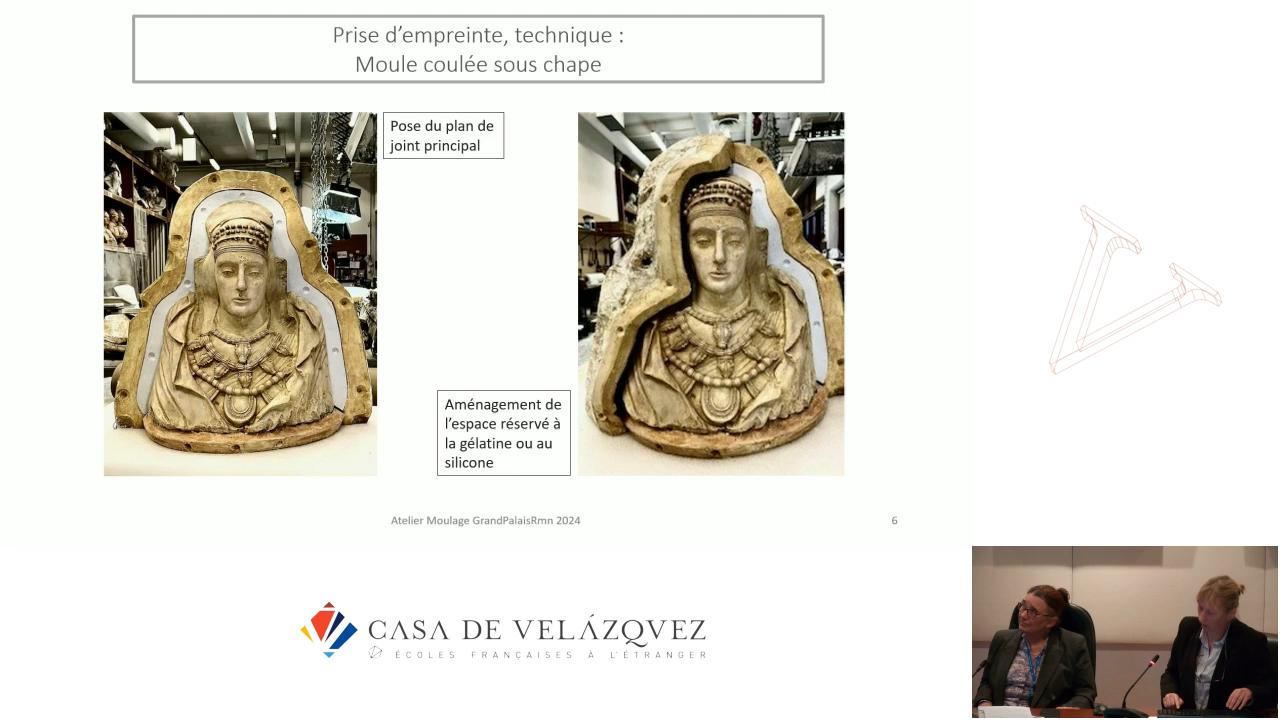 Prise d’empreinte, technique :
Moule coulée sous chape
Pose du plan de
joint principal
Aménagement de
l’espace réservé à
la gélatine ou au
silicone
Atelier Moulage GrandPalaisRmn 2024
6
CASA DE VELÁZQVEZ
ÉCOLES FRANÇAISES À L'ÉTRANGER